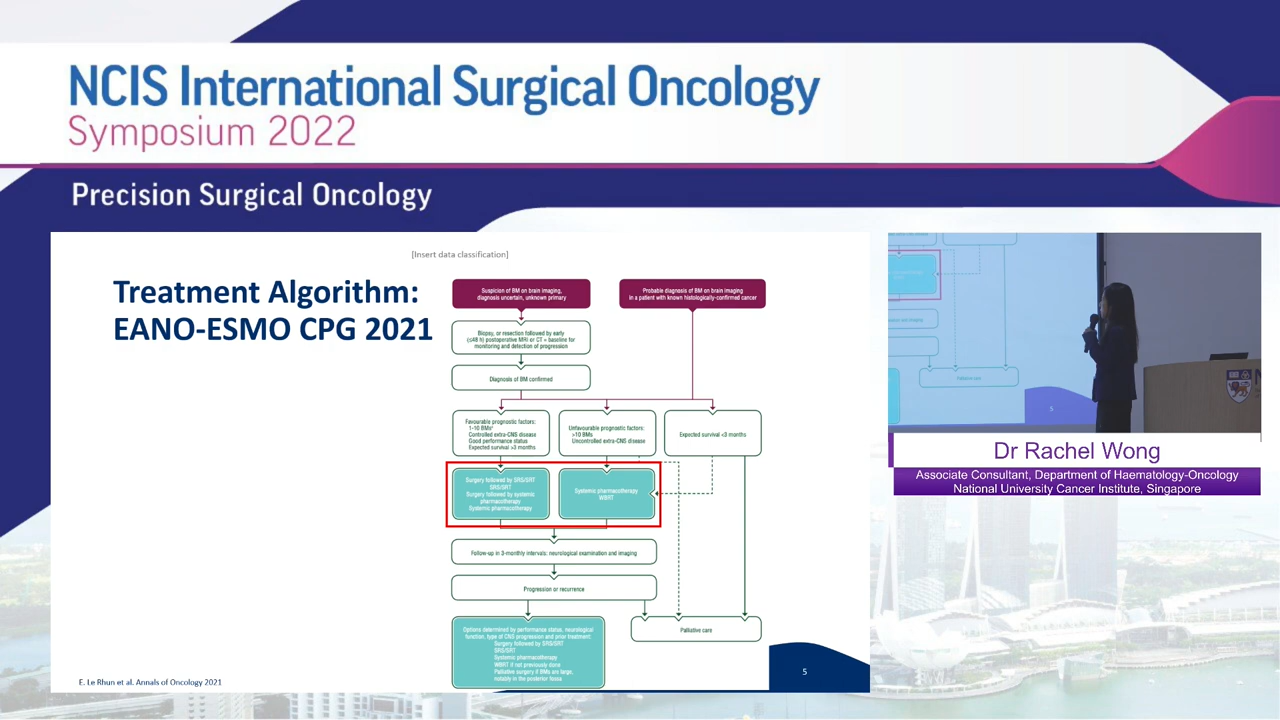 NCIS International Surgical Oncology
Symposium 2022
Precision Surgical Oncology
[Insert data classification]
Treatment Algorithm:
EANO-ESMO CPG 2021
Suspicion of BM on brain imaging,
diagnosis uncertain, unknown primary
Probable diagnosis of BM on brain imaging
in a patient with known histologically-confirmed cancer
Biopsy, or resection followed by early
(≤48 h) postoperative MRI or CT = baseline for
monitoring and detection of progression
Diagnosis of BM confirmed
Favourable prognostic factors:
1-10 BMs
Controlled extra-CNS disease
Good performance status
Expected survival >3 months
Unfavourable prognostic factors:
>10 BMs
Uncontrolled extra-CNS disease
Expected survival <3 months
Surgery followed by SRS/SRT
SRS/SRT
Surgery followed by systemic
pharmacotherapy
Systemic pharmacotherapy
Systemic pharmacotherapy
WBRT
Follow-up in 3-monthly intervals: neurological examination and imaging
Progression or recurrence
Options determined by performance status, neurological
function, type of CNS progression and prior treatment:
Surgery followed by SRS/SRT
SRS/SRT
Systemic pharmacotherapy
WBRT if not previously done
Palliative surgery if BMs are large,
notably in the posterior fossa
Palliative care
E. Le Rhun et al. Annals of Oncology 2021
5
Palliative care
5
Dr Rachel Wong
Associate Consultant, Department of Haematology-Oncology
National University Cancer Institute, Singapore